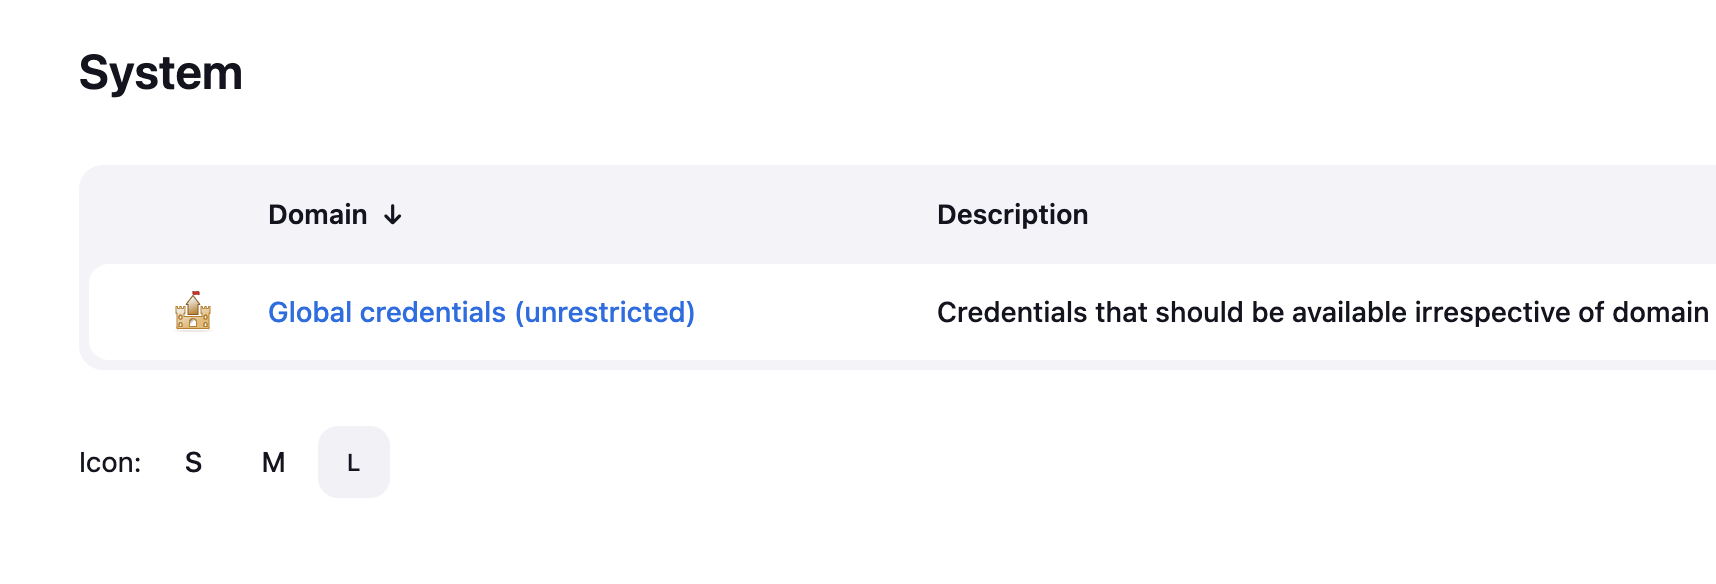 System
Domain ↓ Description
Global credentials (unrestricted) Credentials that should be available irrespective of domain
Icon: S M L